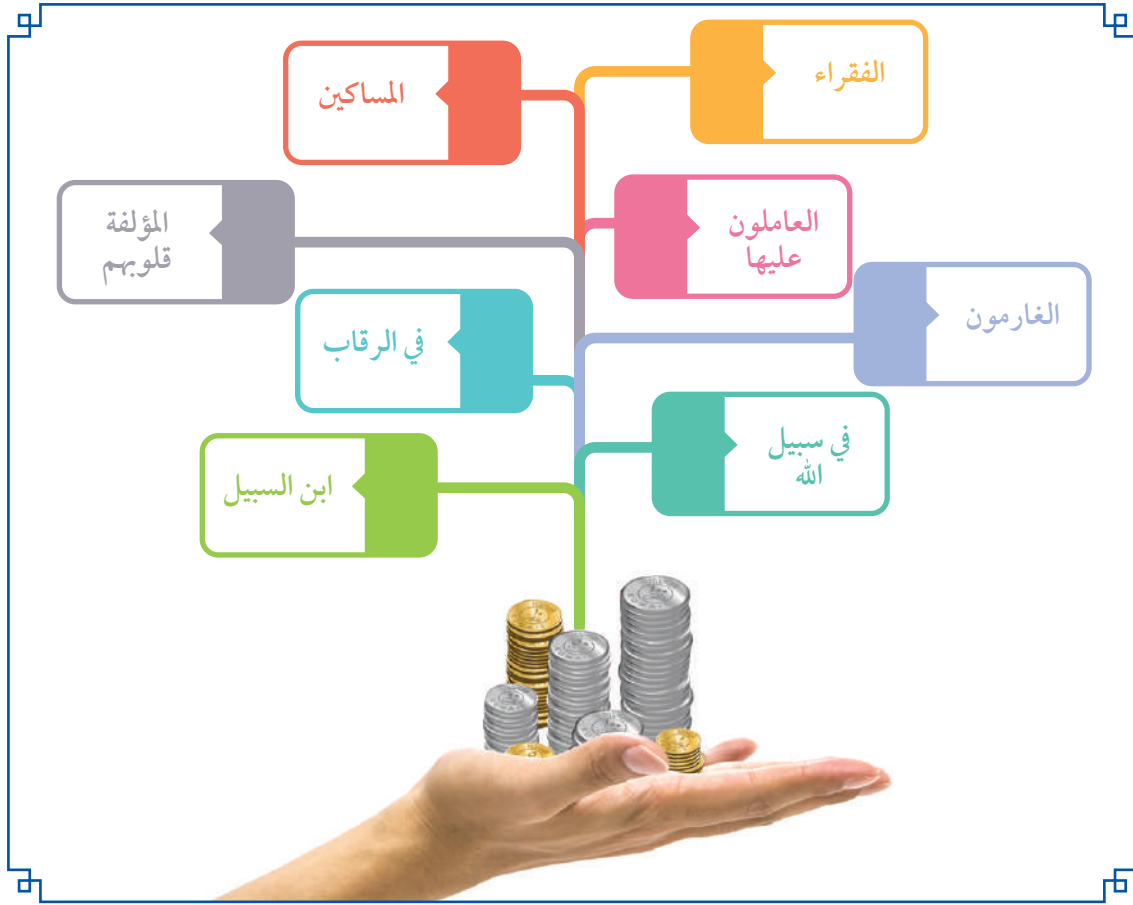 الفقراء
المساكين
العاملون
عليها
المؤلفة
قلوبهم
الغارمون
في الرقاب
في سبيل
الله
ابن السبيل